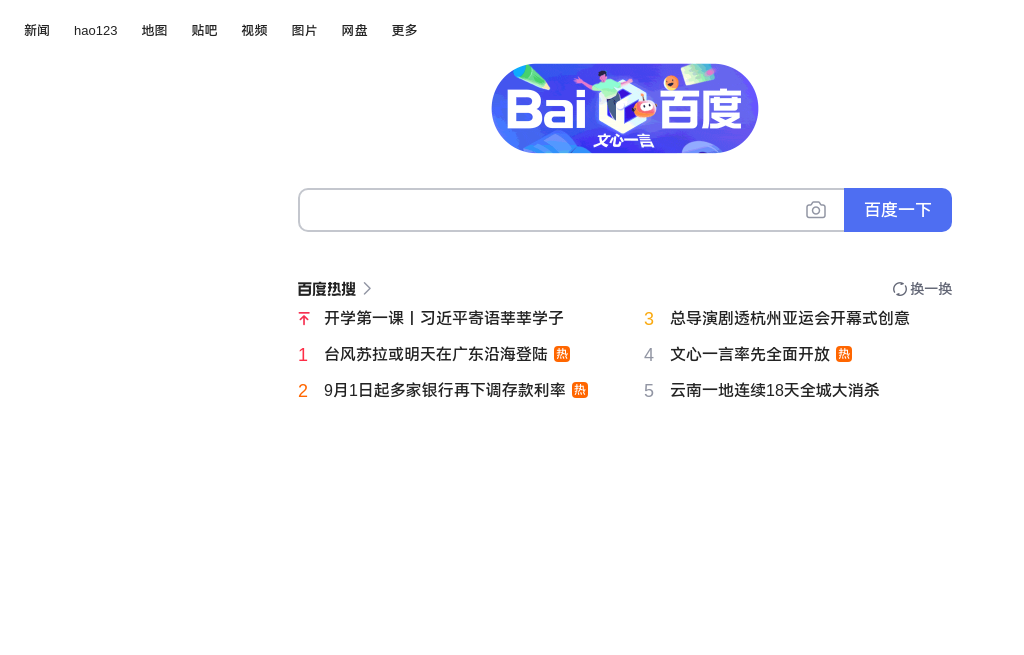 新闻 hao123 地图 贴吧 视频 图片 网盘 更多
Bai 百度
文心一言
百度一下
百度热搜 换一换
开学第一课丨习近平寄语莘莘学子
1 台风苏拉或明天在广东沿海登陆 热
2 9月1日起多家银行再下调存款利率 热
3 总导演剧透杭州亚运会开幕式创意
4 文心一言率先全面开放 热
5 云南一地连续18天全城大消杀